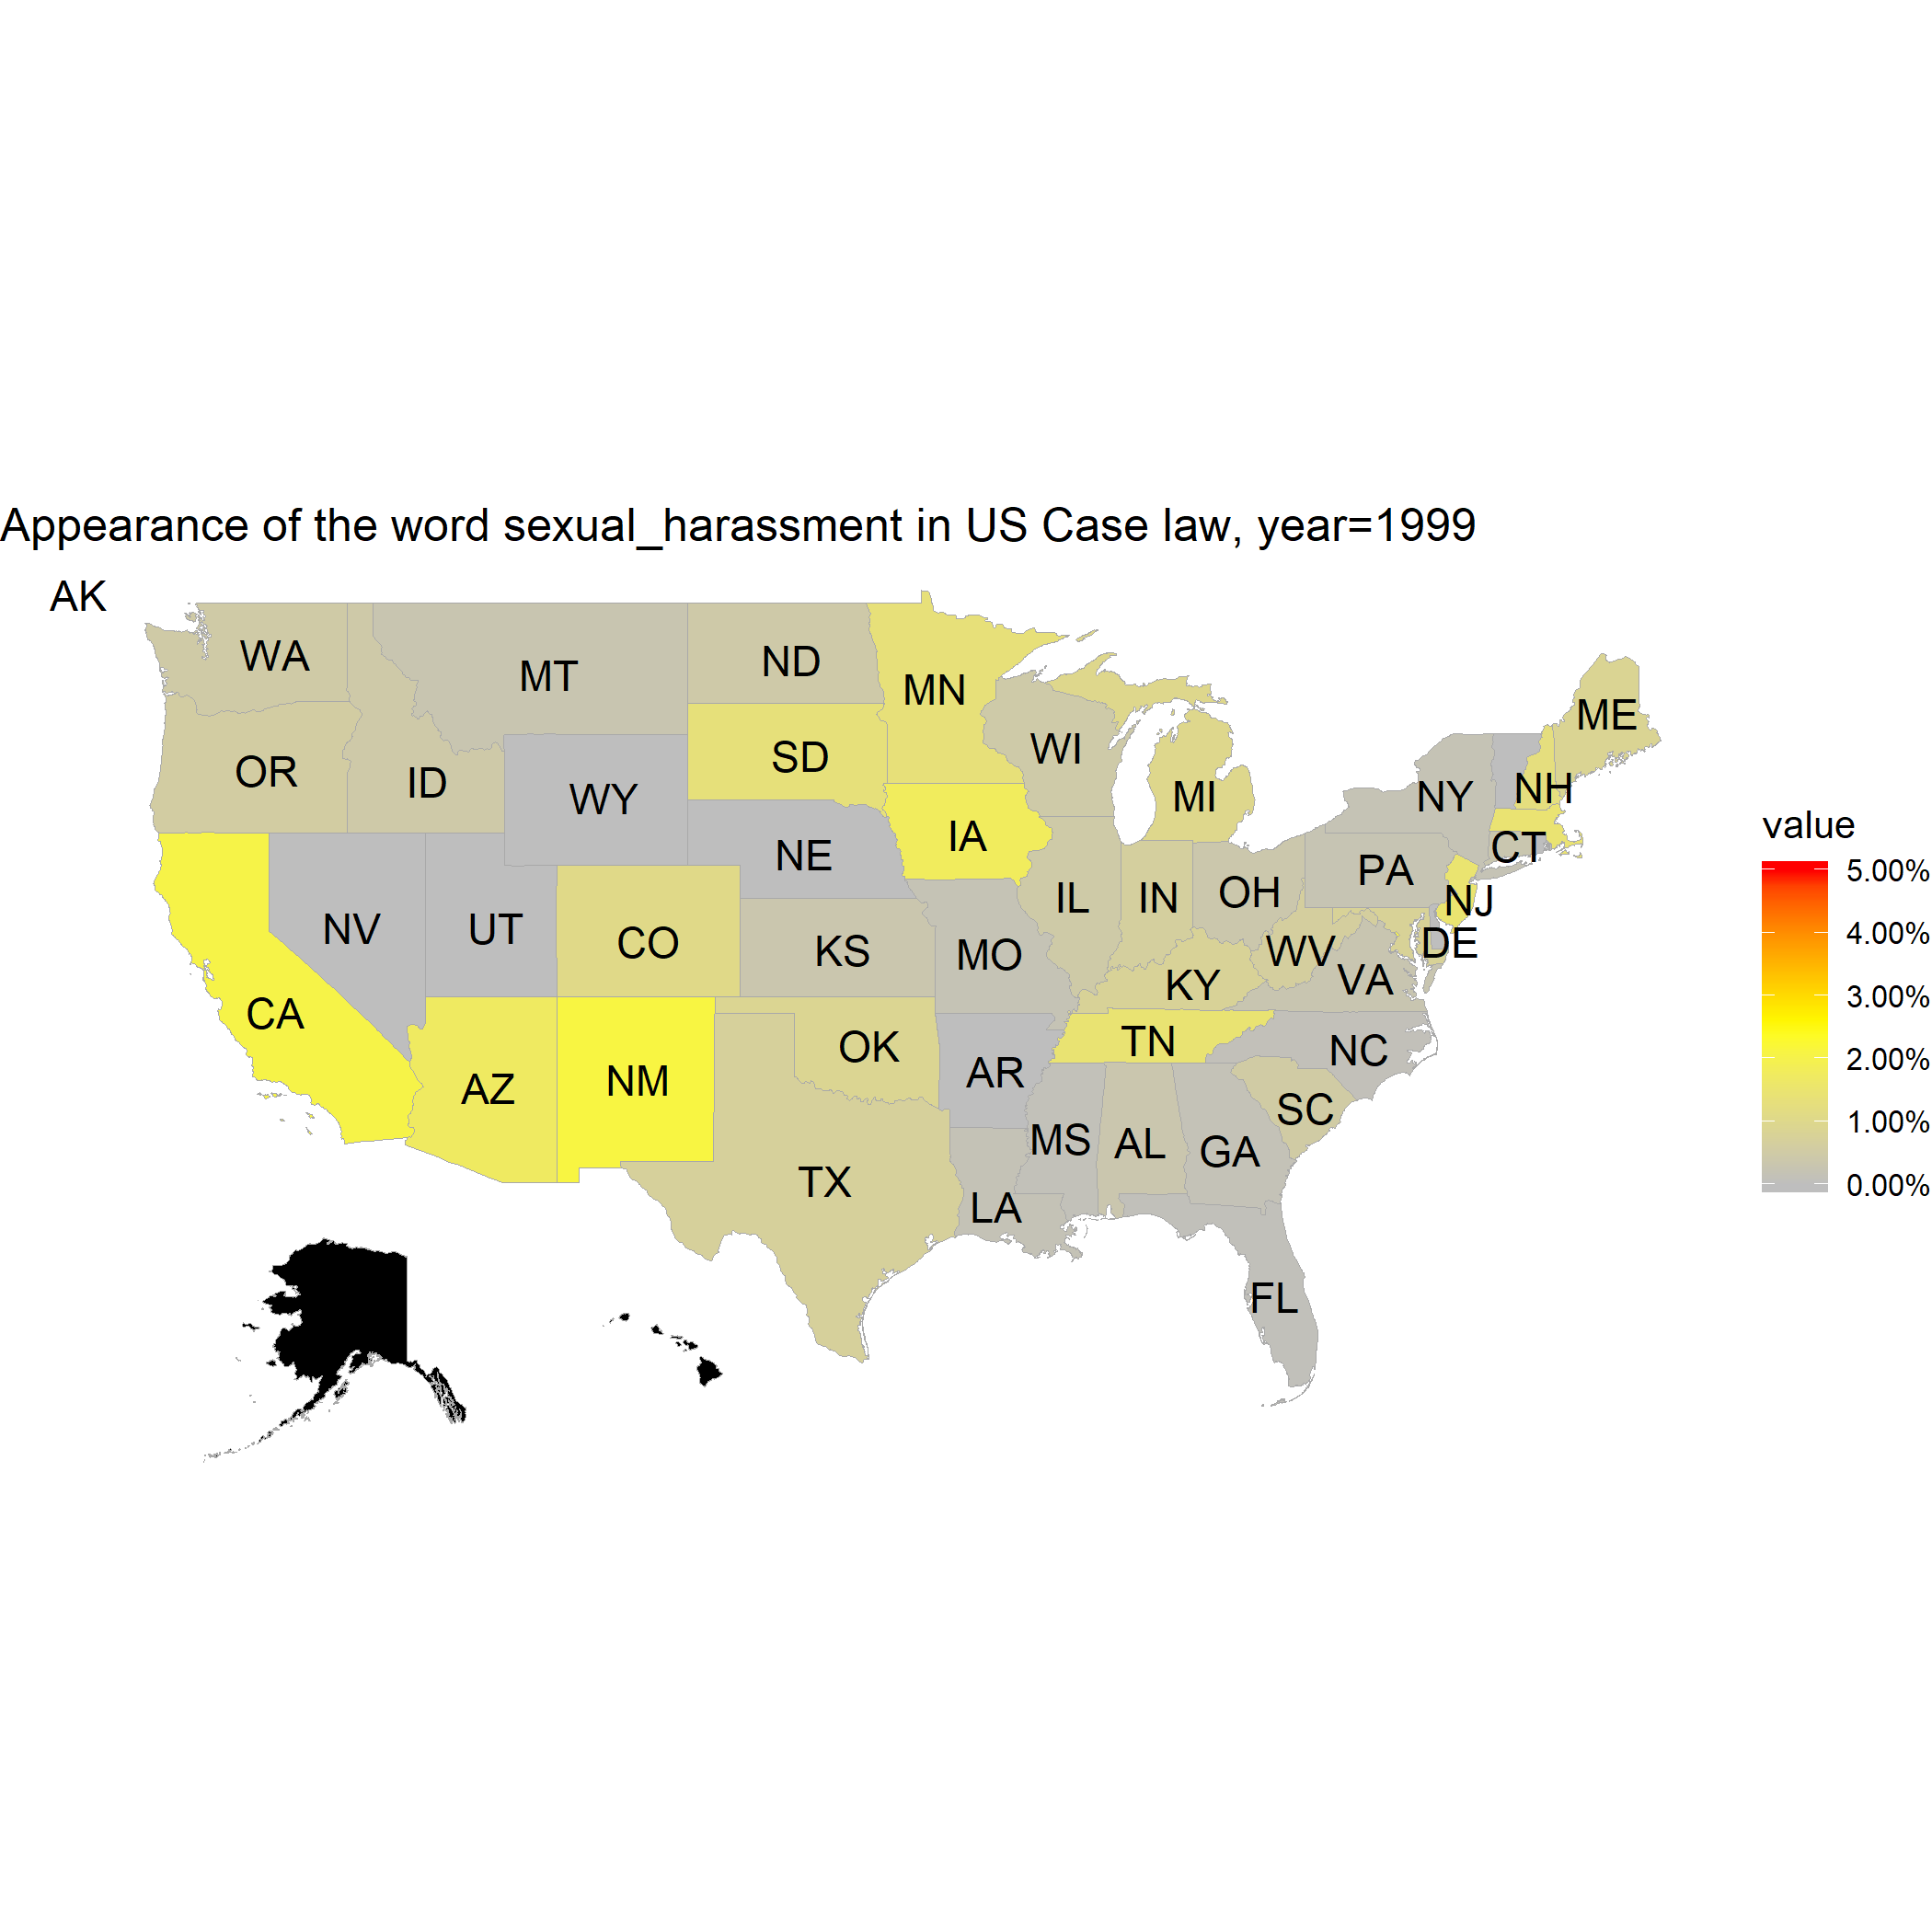 Appearance of the word sexual_harassment in US Case law, year=1999
AK
WA
MT
ND
MN
ME
OR
ID
SD
WI
WY
MI
NY
NH
NE
IA
CT
PA
NV
UT
CO
KS
MO
IL
IN
OH
NJ
WV
DE
KY
VA
CA
AZ
NM
OK
AR
TN
NC
TX
LA
MS
AL
GA
SC
FL
value
5.00%
4.00%
3.00%
2.00%
1.00%
0.00%